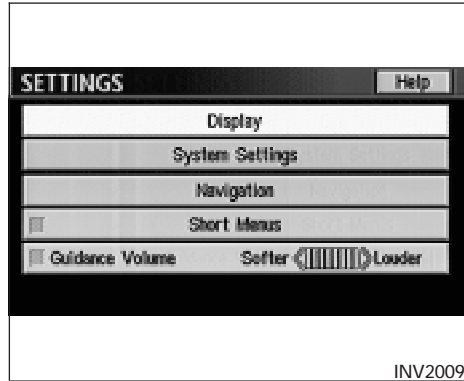 SETTINGS Help
Display
System Settings
Navigation
Short Menus
Guidance Volume Softer Louder
INV2009